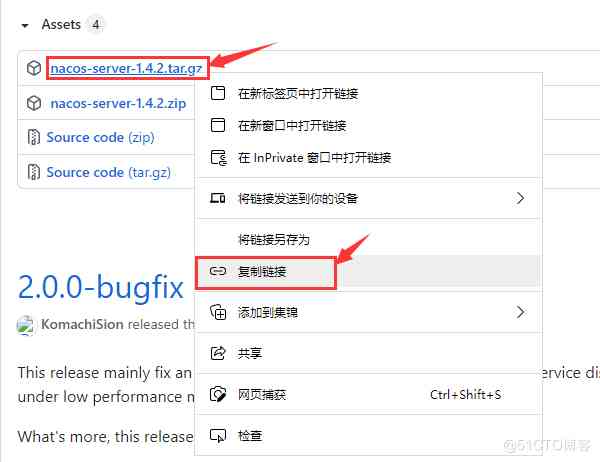 Assets 4
nacos-server-1.4.2.tar.gz
nacos-server-1.4.2.zip
Source code (zip)
Source code (tar.gz)
在新标签页中打开链接
在新窗口中打开链接
在 InPrivate 窗口中打开链接
将链接发送到你的设备
将链接另存为
复制链接
添加到集锦
共享
网页捕获 Ctrl+Shift+S
检查
2.0.0-bugfix
KomachiSion released th
This release mainly fix an ervice dis
under low performance m
What's more, this release
@51CTO博客